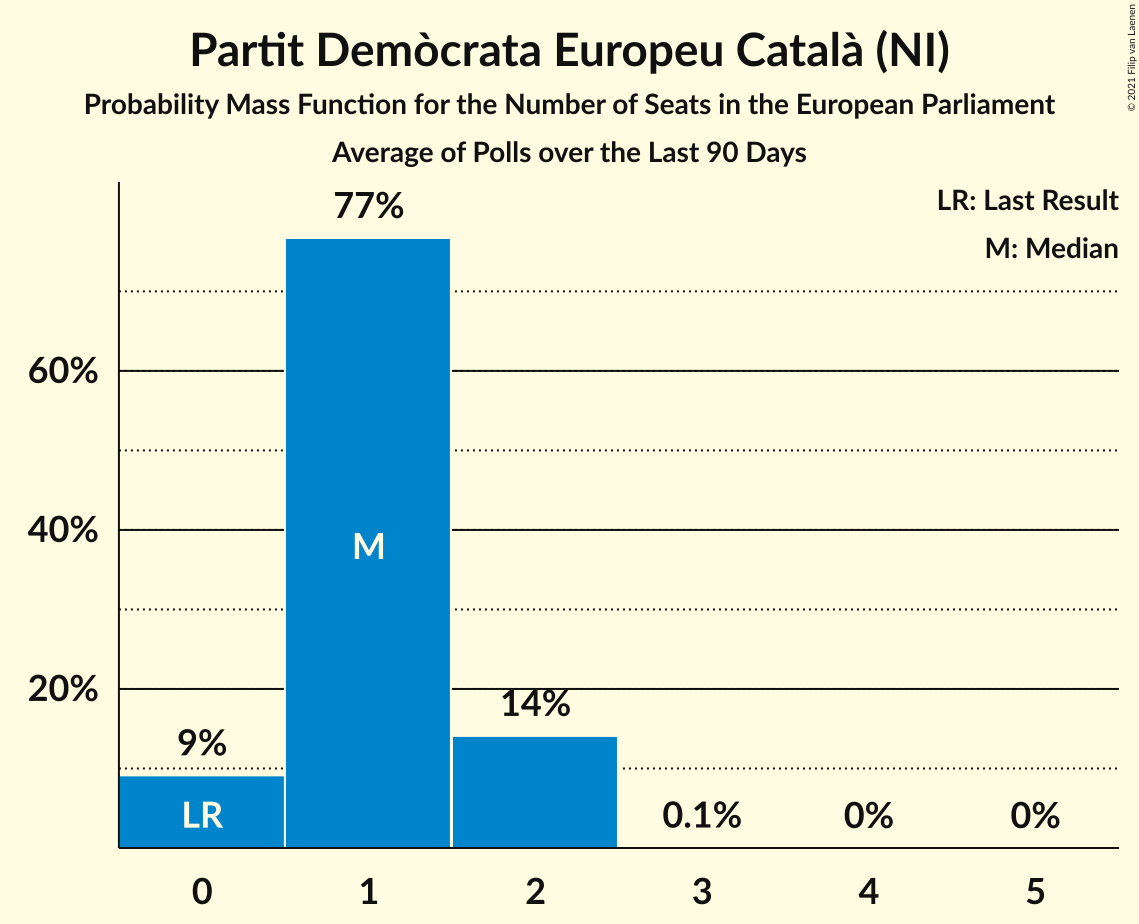 Partit Demòcrata Europeu Català (NI)
Probability Mass Function for the Number of Seats in the European Parliament
Average of Polls over the Last 90 Days
© 2021 Filip van Laenen
LR: Last Result
M: Median
77%
60%
40%
M
20%
14%
9%
LR
0.1%
0%
0%
0 1 2 3 4 5